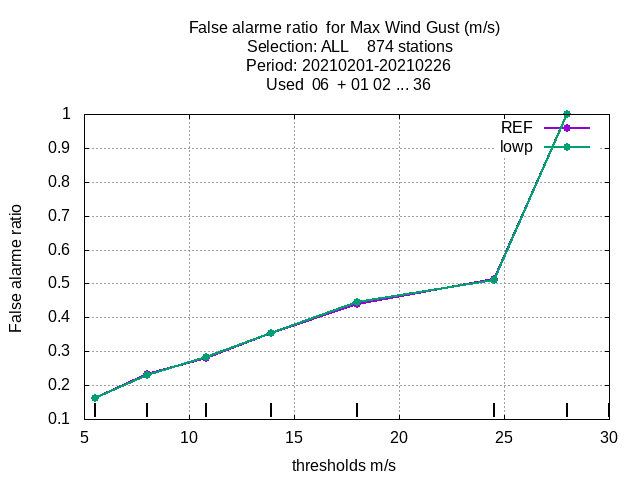 False alarme ratio  for Max Wind Gust (m/s)
Selection: ALL    874 stations
Period: 20210201-20210226
Used  06  + 01 02 ... 36
REF
lowp
1
0.9
0.8
0.7
0.6
0.5
0.4
0.3
0.2
0.1
False alarme ratio
5 10 15 20 25 30
thresholds m/s